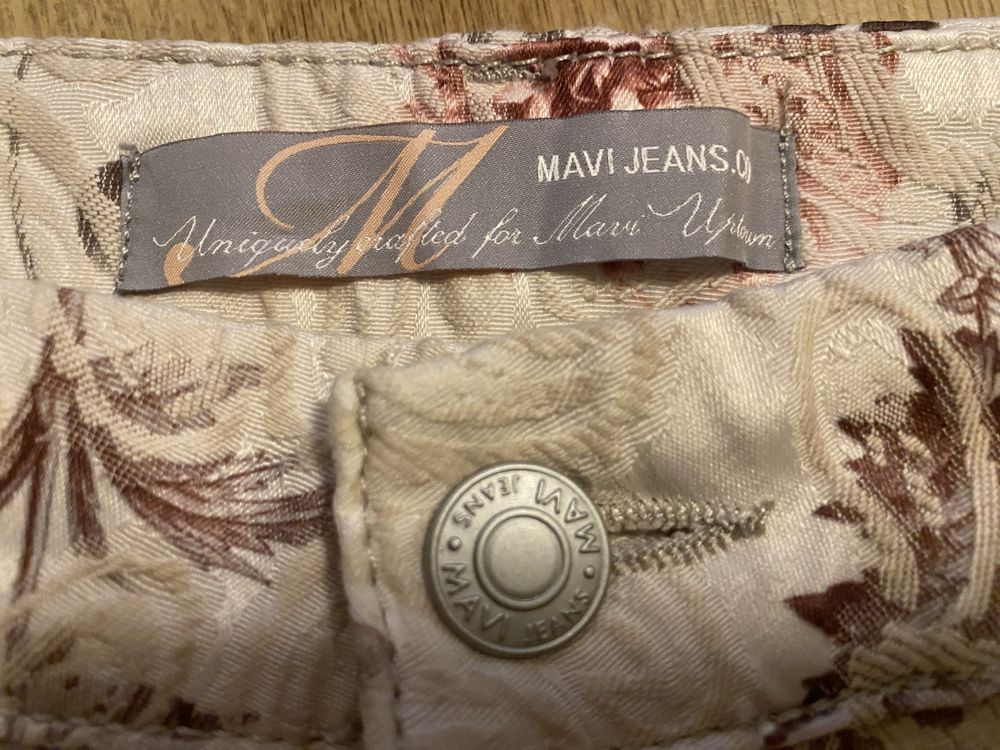 M
MAVI JEANS.CO
Uniquely crafted for Mavi Uptown
MAVI JEANS • MAVI JEANS •